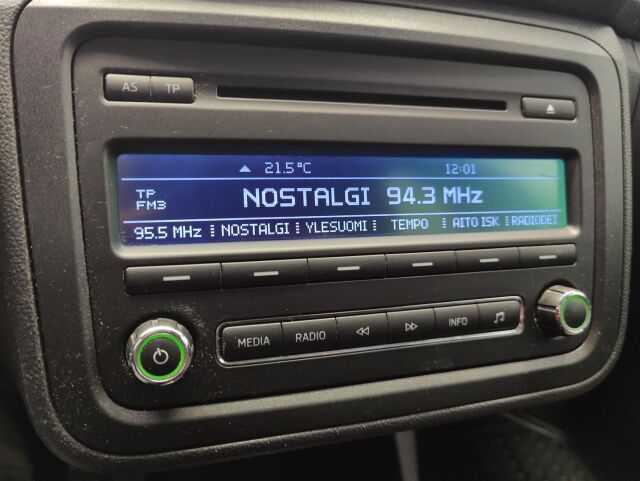 AS TP
21.5°C 12:01
TP
FM3
NOSTALGI 94.3 MHz
95.5 MHz NOSTALGI YLESUOMI TEMPO AITO ISK RADIODEI
MEDIA RADIO INFO